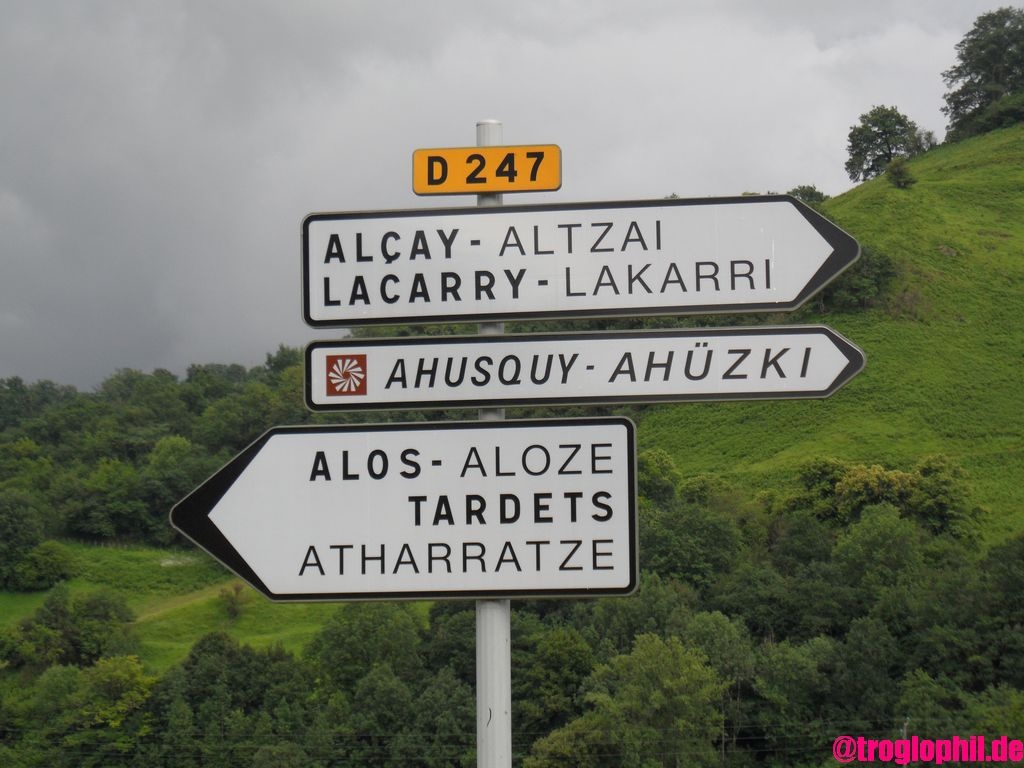 D 247
ALÇAY - ALTZAI
LACARRY - LAKARRI
AHUSQUY - AHÜZKI
ALOS - ALOZE
TARDETS
ATHARRATZE
@troglophil.de